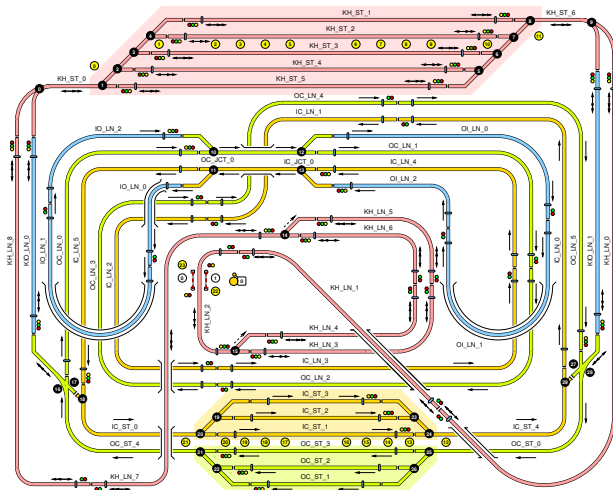 KH_ST_1
KH_ST_6
KH_ST_2
KH_ST_3
KH_ST_0
KH_ST_4
KH_ST_5
OC_LN_4
IC_LN_1
IO_LN_2
OI_LN_0
OC_LN_1
OC_JCT_0
IC_JCT_0
IC_LN_4
IO_LN_0
OI_LN_2
KH_LN_8
KIO_LN_0
IO_LN_1
OC_LN_0
IC_LN_5
OC_LN_3
IC_LN_2
KH_LN_5
KH_LN_6
KH_LN_2
KH_LN_1
IC_LN_0
OC_LN_5
KIO_LN_1
KH_LN_0
KH_LN_4
KH_LN_3
OI_LN_1
IC_LN_3
OC_LN_2
IC_ST_3
IC_ST_2
IC_ST_0
IC_ST_1
IC_ST_4
OC_ST_4
OC_ST_3
OC_ST_0
OC_ST_2
OC_ST_1
KH_LN_7